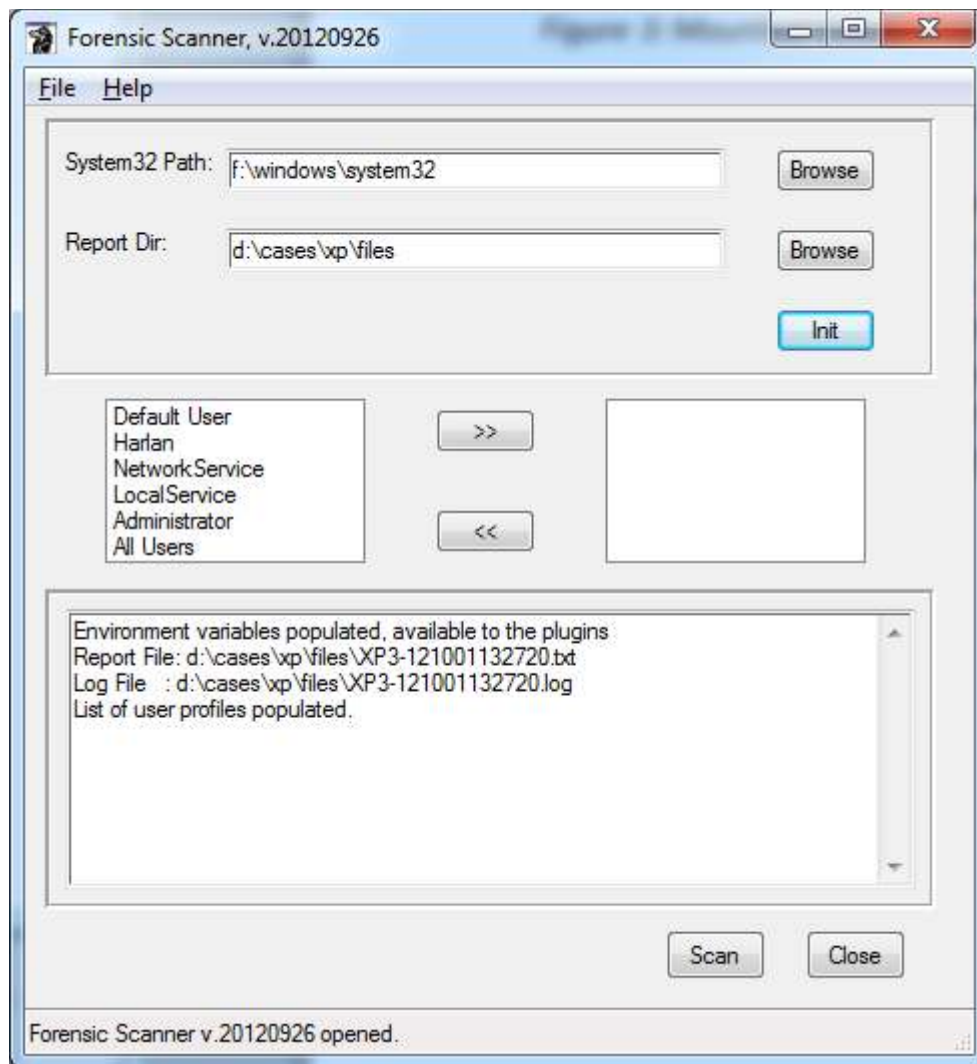 Forensic Scanner, v.20120926
File Help
System32 Path: f:\windows\system32 Browse
Report Dir: d:\cases\xp\files Browse
Init
Default User
Harlan
NetworkService
LocalService
Administrator
All Users
>>
<<
Environment variables populated, available to the plugins
Report File: d:\cases\xp\files\XP3-121001132720.txt
Log File : d:\cases\xp\files\XP3-121001132720.log
List of user profiles populated.
Scan Close
Forensic Scanner v.20120926 opened.